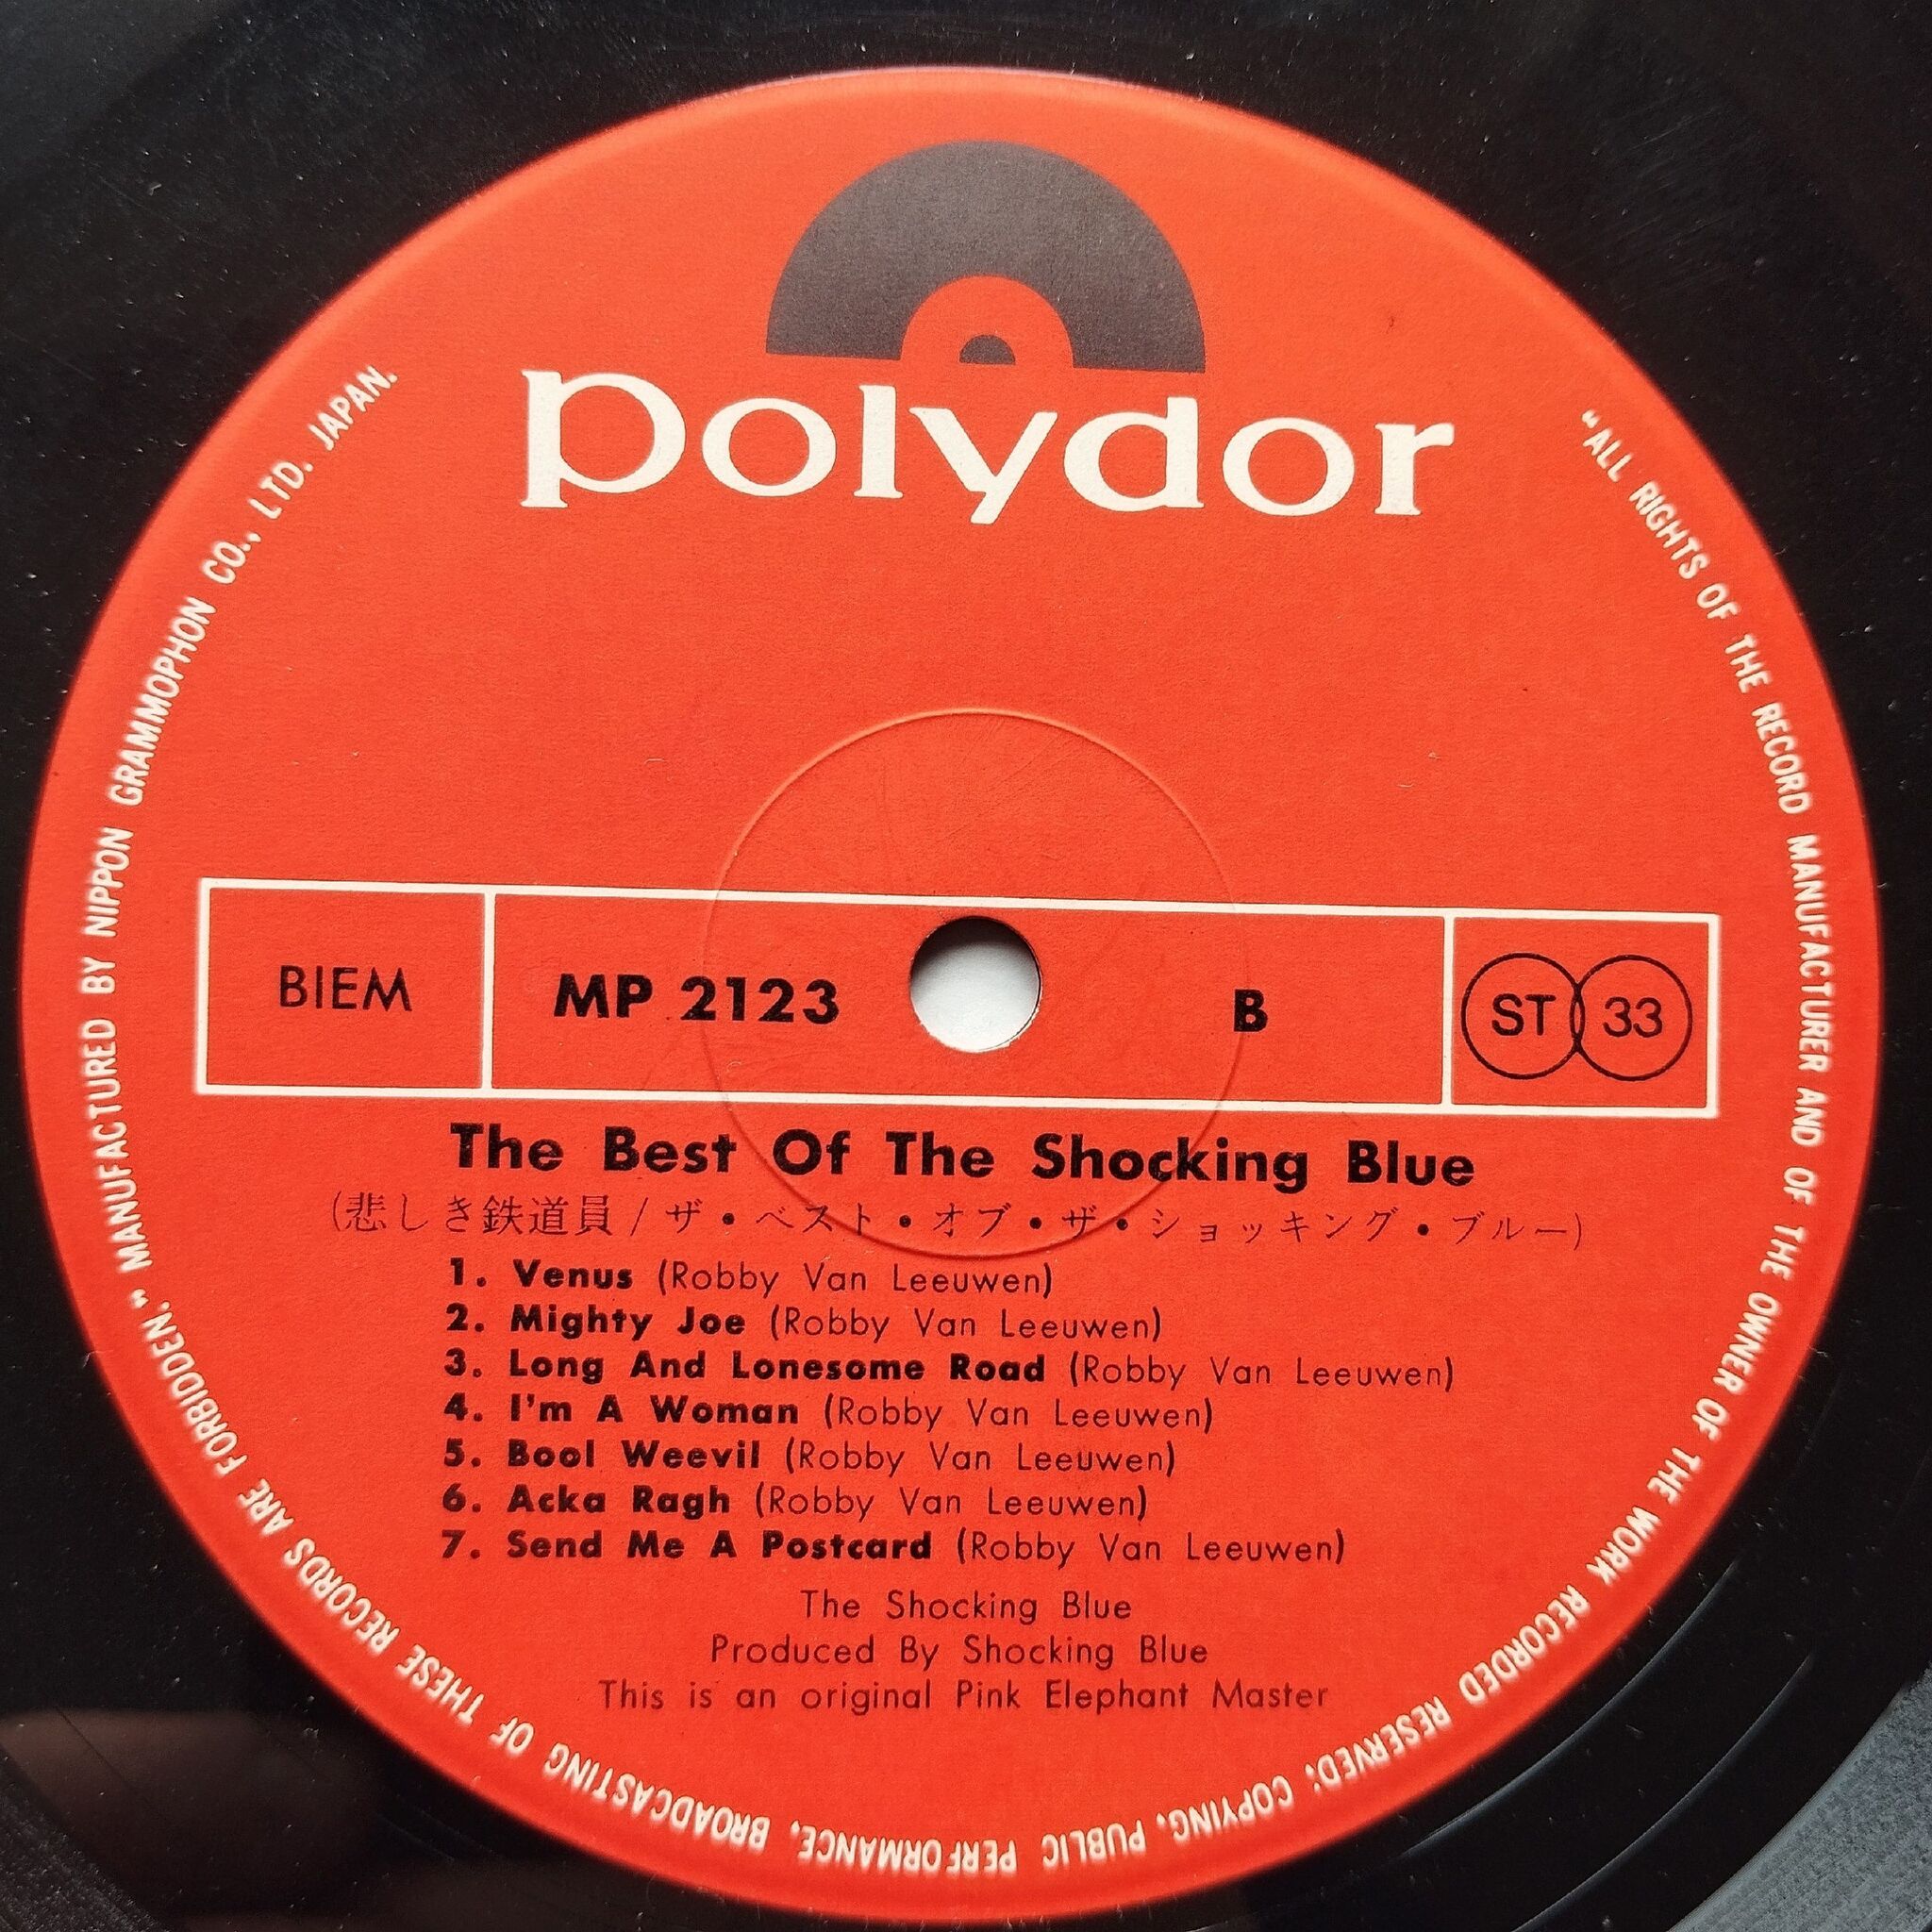 polydor
BIEM
MP 2123
B
ST 33
The Best Of The Shocking Blue
(悲しき鉄道員/ザ・ベスト・オブ・ザ・ショッキング・ブルー)
1. Venus (Robby Van Leeuwen)
2. Mighty Joe (Robby Van Leeuwen)
3. Long And Lonesome Road (Robby Van Leeuwen)
4. I'm A Woman (Robby Van Leeuwen)
5. Bool Weevil (Robby Van Leeuwen)
6. Acka Ragh (Robby Van Leeuwen)
7. Send Me A Postcard (Robby Van Leeuwen)
The Shocking Blue
Produced By Shocking Blue
This is an original Pink Elephant Master
"ALL RIGHTS OF THE RECORD MANUFACTURER AND OF THE OWNER OF THE WORK RECORDED RESERVED; COPYING, PUBLIC PERFORMANCE, BROADCASTING OF THESE RECORDS ARE FORBIDDEN." MANUFACTURED BY NIPPON GRAMMOPHON CO., LTD. JAPAN.